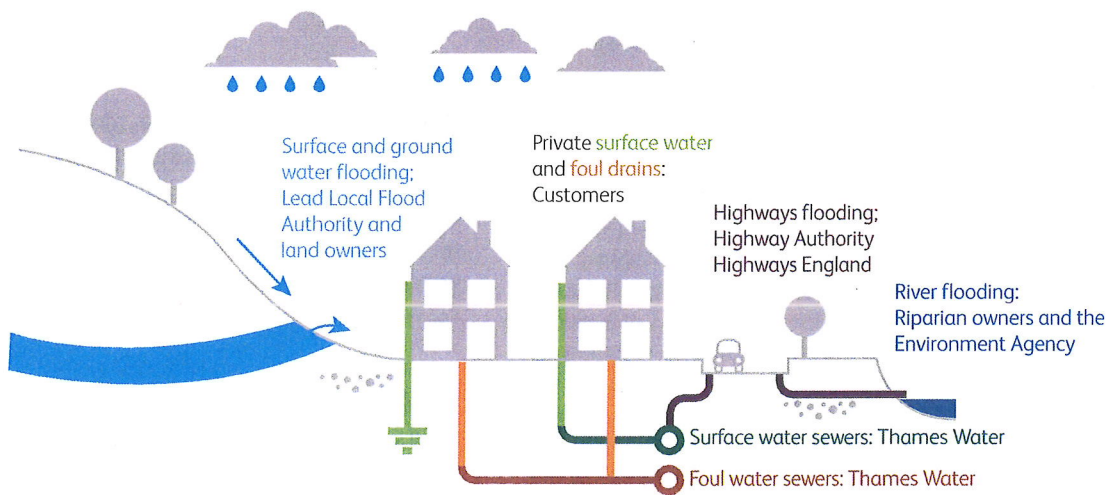 Surface and ground
water flooding;
Lead Local Flood
Authority and
land owners
Private surface water
and foul drains:
Customers
Highways flooding;
Highway Authority
Highways England
River flooding:
Riparian owners and the
Environment Agency
Surface water sewers: Thames Water
Foul water sewers: Thames Water